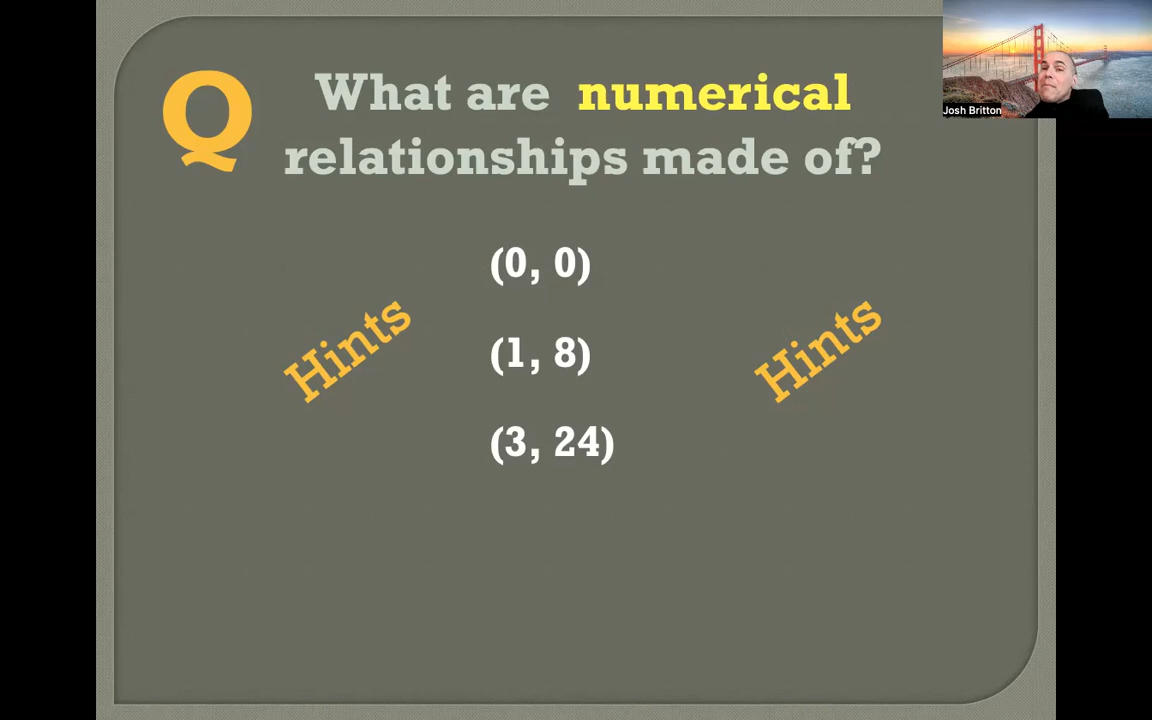 Q
What are numerical
relationships made of?
(0, 0)
Hints
(1, 8)
Hints
(3, 24)
Josh Britton